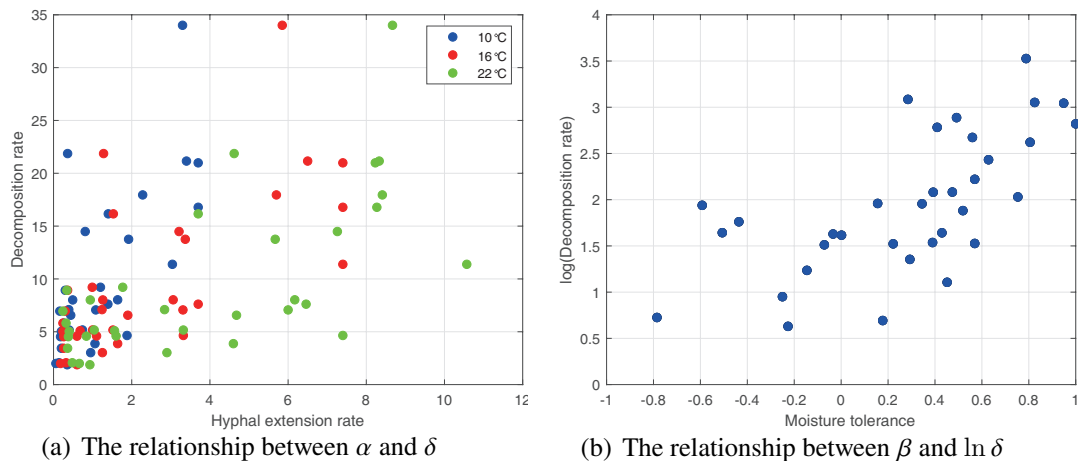 35
30
25
20
15
10
5
0
Decomposition rate
10°C
16°C
22°C
0 2 4 6 8 10 12
Hyphal extension rate
(a) The relationship between α and δ
4
3.5
3
2.5
2
1.5
1
0.5
0
log(Decomposition rate)
-1 -0.8 -0.6 -0.4 -0.2 0 0.2 0.4 0.6 0.8 1
Moisture tolerance
(b) The relationship between β and ln δ